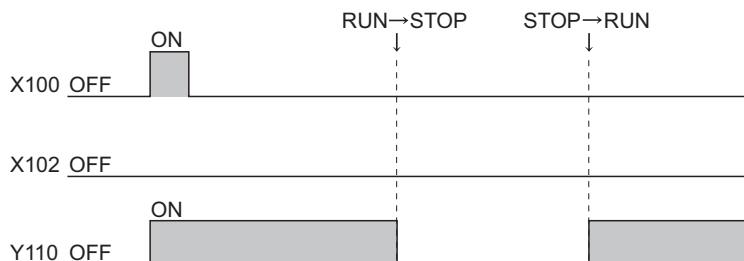 RUN→STOP STOP→RUN
ON
X100 OFF
X102 OFF
ON
Y110 OFF